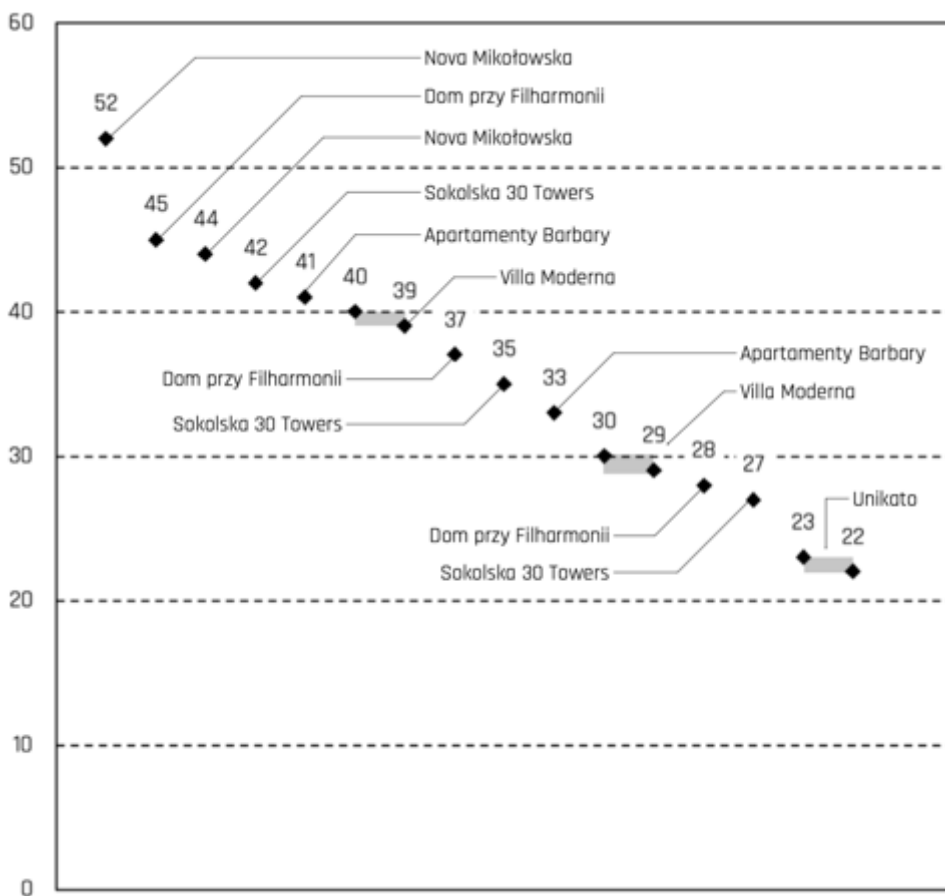 60
Nova Mikołowska
52
Dom przy Filharmonii
Nova Mikołowska
50
45
44
Sokolska 30 Towers
42
Apartamenty Barbary
41
40
39
Villa Moderna
40
37
Dom przy Filharmonii
35
Apartamenty Barbary
33
Sokolska 30 Towers
Villa Moderna
30
30
29
28
27
Unikato
Dom przy Filharmonii
23
22
Sokolska 30 Towers
20
10
0